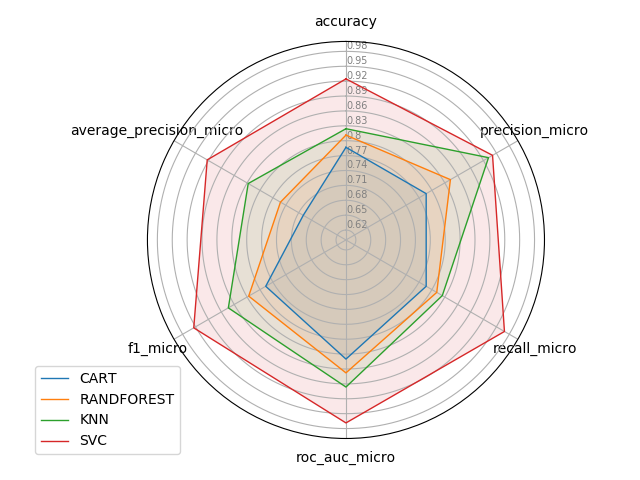 accuracy
0.98
0.95
0.92
0.89
0.86
0.83
0.8
0.77
0.74
0.71
0.68
0.65
0.62
average_precision_micro
precision_micro
f1_micro
recall_micro
roc_auc_micro
CART
RANDFOREST
KNN
SVC